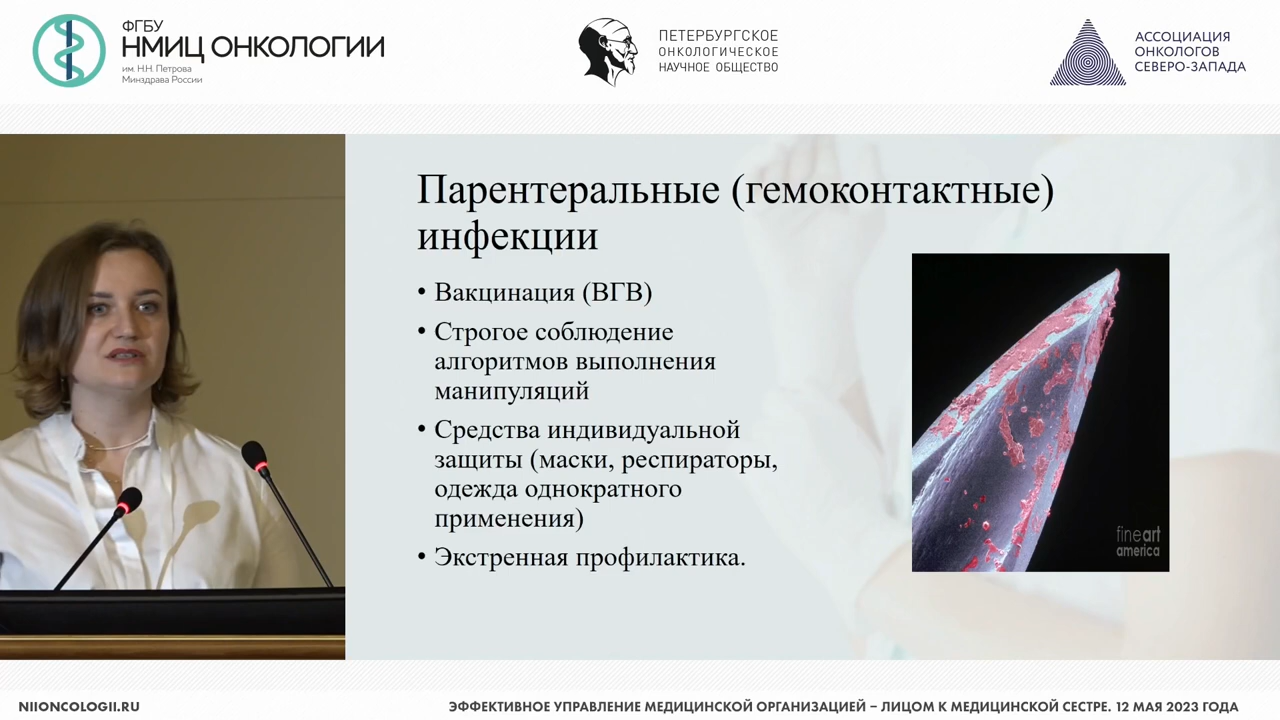 ФГБУ
НМИЦ ОНКОЛОГИИ
им. Н.Н. Петрова
Минздрава России
ПЕТЕРБУРГСКОЕ
ОНКОЛОГИЧЕСКОЕ
НАУЧНОЕ ОБЩЕСТВО
АССОЦИАЦИЯ
ОНКОЛОГОВ
СЕВЕРО-ЗАПАДА
Парентеральные (гемоконтактные)
инфекции
• Вакцинация (ВГВ)
• Строгое соблюдение
алгоритмов выполнения
манипуляций
• Средства индивидуальной
защиты (маски, респираторы,
одежда однократного
применения)
• Экстренная профилактика.
fineart
america
NIIONCOLOGII.RU
ЭФФЕКТИВНОЕ УПРАВЛЕНИЕ МЕДИЦИНСКОЙ ОРГАНИЗАЦИЕЙ – ЛИЦОМ К МЕДИЦИНСКОЙ СЕСТРЕ. 12 МАЯ 2023 ГОДА